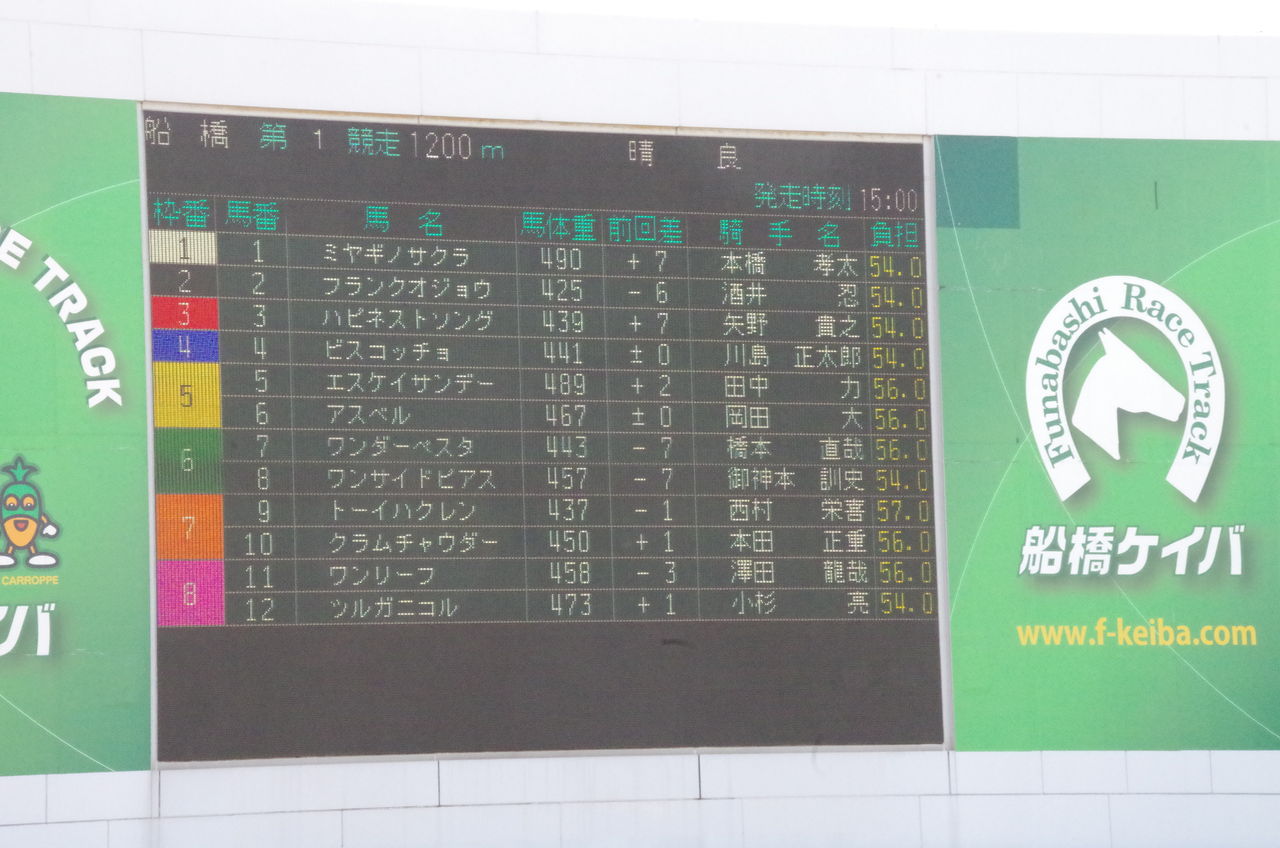 船橋 第 1 競走 1200 m 晴 良
発走時刻 15:00
枠番 馬番 馬名 馬体重 前回差 騎手名 負担
1 1 ミヤギノサクラ 490 + 7 本橋 孝太 54.0
2 2 フランクオジョウ 425 - 6 酒井 忍 54.0
3 3 ハピネストソング 439 + 7 矢野 貴之 54.0
4 4 ビスコッチョ 441 ± 0 川島 正太郎 54.0
5 5 エスケイサンデー 489 + 2 田中 力 56.0
6 アスペル 467 ± 0 岡田 大 56.0
6 7 ワンダーベスタ 443 - 7 橋本 直哉 56.0
8 ワンサイドピアス 457 - 7 御神本 訓史 54.0
7 9 トーイハクレン 437 - 1 西村 栄喜 57.0
10 クラムチャウダー 450 + 1 本田 正重 56.0
8 11 ワンリーフ 458 - 3 澤田 龍哉 56.0
12 ツルガニコル 473 + 1 小杉 亮 54.0
E TRACK
CARROPPE
イバ
Funabashi Race Track
船橋ケイバ
www.f-keiba.com